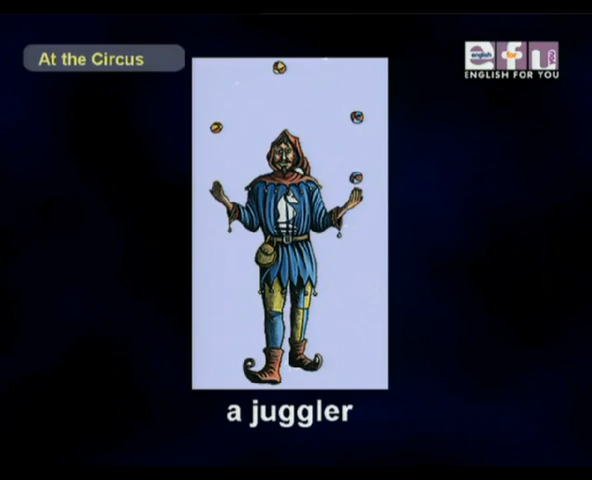 At the Circus
english for you
ENGLISH FOR YOU
a juggler